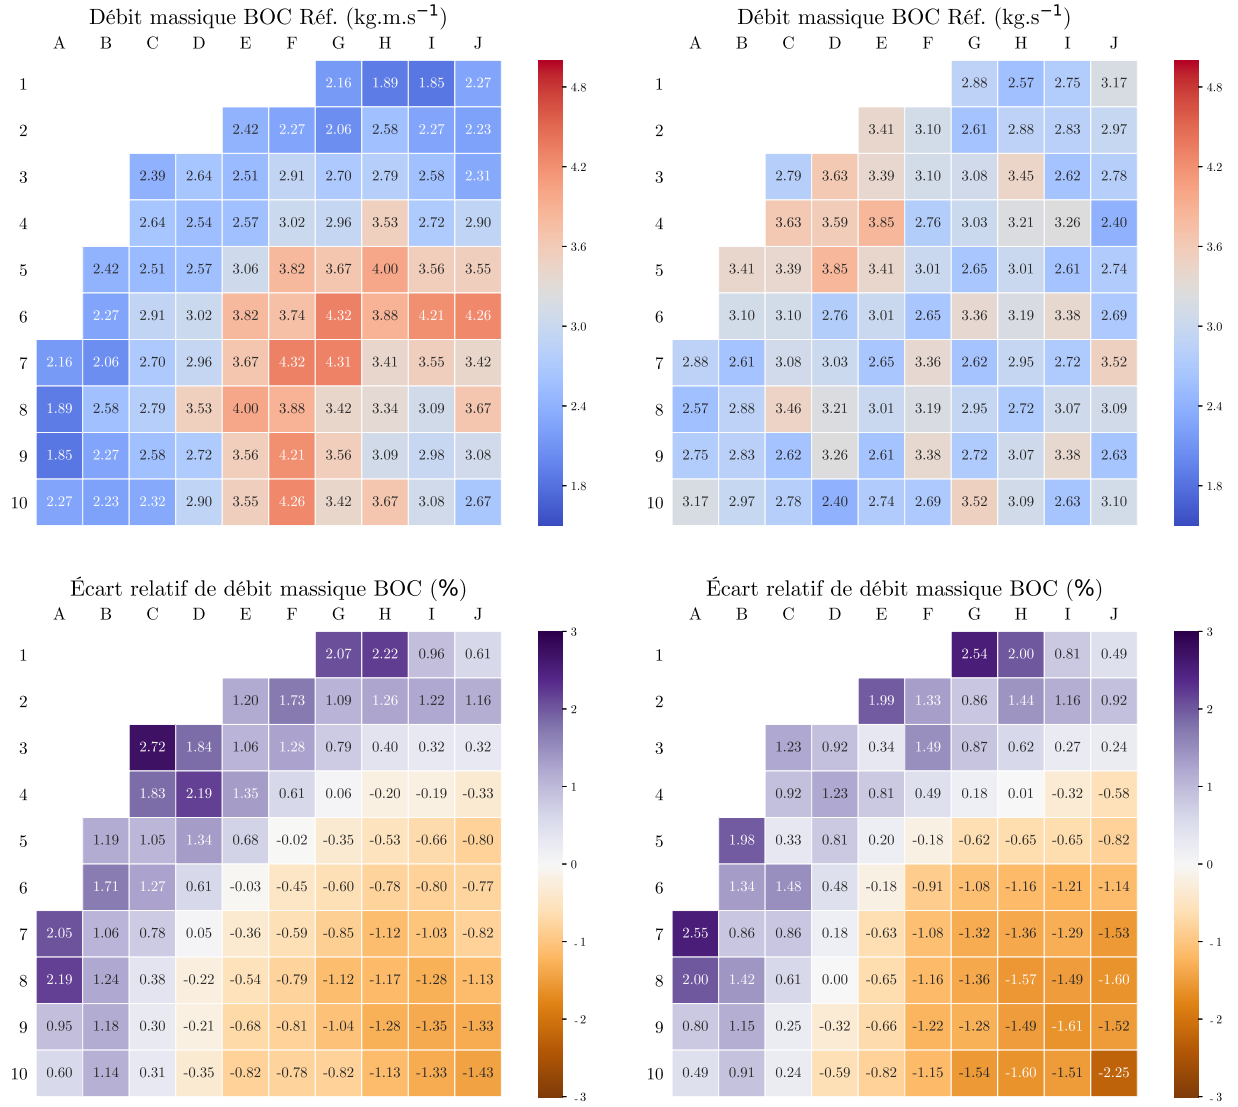 Débit massique BOC Réf. (kg.m.s⁻¹)
A B C D E F G H I J
1 2.16 1.89 1.85 2.27
2 2.42 2.27 2.06 2.58 2.27 2.23
3 2.39 2.64 2.51 2.91 2.70 2.79 2.58 2.31
4 2.64 2.54 2.57 3.02 2.96 3.53 2.72 2.90
5 2.42 2.51 2.57 3.06 3.82 3.67 4.00 3.56 3.55
6 2.27 2.91 3.02 3.82 3.74 4.32 3.88 4.21 4.26
7 2.16 2.06 2.70 2.96 3.67 4.32 4.31 3.41 3.55 3.42
8 1.89 2.58 2.79 3.53 4.00 3.88 3.42 3.34 3.09 3.67
9 1.85 2.27 2.58 2.72 3.56 4.21 3.56 3.09 2.98 3.08
10 2.27 2.23 2.32 2.90 3.55 4.26 3.42 3.67 3.08 2.67
4.8
4.2
3.6
3.0
2.4
1.8
Débit massique BOC Réf. (kg.s⁻¹)
A B C D E F G H I J
1 2.88 2.57 2.75 3.17
2 3.41 3.10 2.61 2.88 2.83 2.97
3 2.79 3.63 3.39 3.10 3.08 3.45 2.62 2.78
4 3.63 3.59 3.85 2.76 3.03 3.21 3.26 2.40
5 3.41 3.39 3.85 3.41 3.01 2.65 3.01 2.61 2.74
6 3.10 3.10 2.76 3.01 2.65 3.36 3.19 3.38 2.69
7 2.88 2.61 3.08 3.03 2.65 3.36 2.62 2.95 2.72 3.52
8 2.57 2.88 3.46 3.21 3.01 3.19 2.95 2.72 3.07 3.09
9 2.75 2.83 2.62 3.26 2.61 3.38 2.72 3.07 3.38 2.63
10 3.17 2.97 2.78 2.40 2.74 2.69 3.52 3.09 2.63 3.10
4.8
4.2
3.6
3.0
2.4
1.8
Écart relatif de débit massique BOC (%)
A B C D E F G H I J
1 2.07 2.22 0.96 0.61
2 1.20 1.73 1.09 1.26 1.22 1.16
3 2.72 1.84 1.06 1.28 0.79 0.40 0.32 0.32
4 1.83 2.19 1.35 0.61 0.06 -0.20 -0.19 -0.33
5 1.19 1.05 1.34 0.68 -0.02 -0.35 -0.53 -0.66 -0.80
6 1.71 1.27 0.61 -0.03 -0.45 -0.60 -0.78 -0.80 -0.77
7 2.05 1.06 0.78 0.05 -0.36 -0.59 -0.85 -1.12 -1.03 -0.82
8 2.19 1.24 0.38 -0.22 -0.54 -0.79 -1.12 -1.17 -1.28 -1.13
9 0.95 1.18 0.30 -0.21 -0.68 -0.81 -1.04 -1.28 -1.35 -1.33
10 0.60 1.14 0.31 -0.35 -0.82 -0.78 -0.82 -1.13 -1.33 -1.43
3
2
1
0
-1
-2
-3
Écart relatif de débit massique BOC (%)
A B C D E F G H I J
1 2.54 2.00 0.81 0.49
2 1.99 1.33 0.86 1.44 1.16 0.92
3 1.23 0.92 0.34 1.49 0.87 0.62 0.27 0.24
4 0.92 1.23 0.81 0.49 0.18 0.01 -0.32 -0.58
5 1.98 0.33 0.81 0.20 -0.18 -0.62 -0.65 -0.65 -0.82
6 1.34 1.48 0.48 -0.18 -0.91 -1.08 -1.16 -1.21 -1.14
7 2.55 0.86 0.86 0.18 -0.63 -1.08 -1.32 -1.36 -1.29 -1.53
8 2.00 1.42 0.61 0.00 -0.65 -1.16 -1.36 -1.57 -1.49 -1.60
9 0.80 1.15 0.25 -0.32 -0.66 -1.22 -1.28 -1.49 -1.61 -1.52
10 0.49 0.91 0.24 -0.59 -0.82 -1.15 -1.54 -1.60 -1.51 -2.25
3
2
1
0
-1
-2
-3